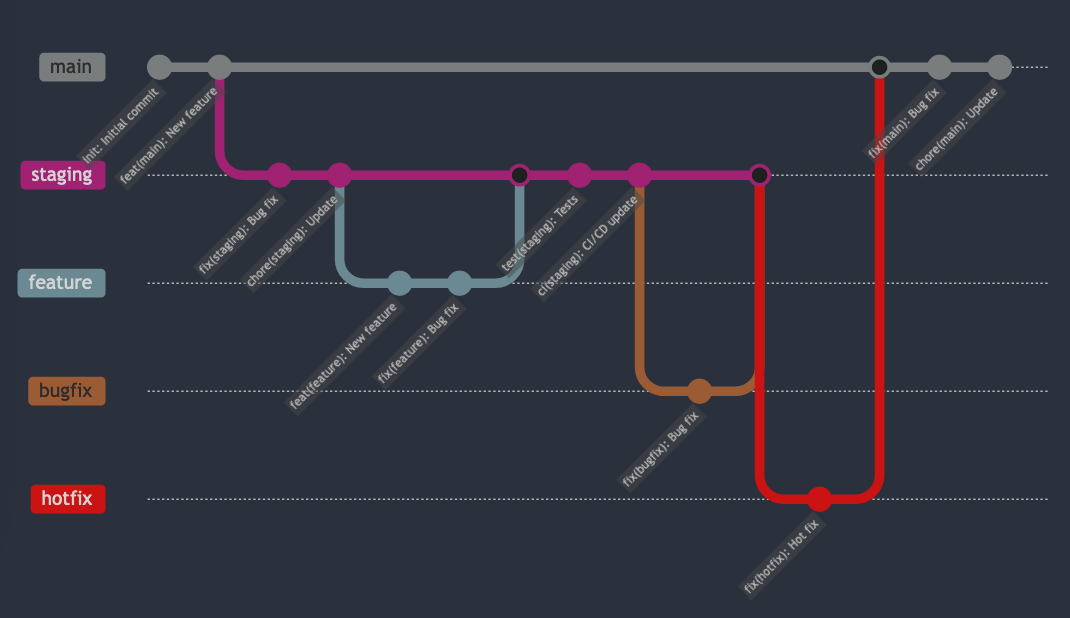 main
init: Initial commit
feat(main): New feature
fix(main): Bug fix
chore(main): Update
staging
fix(staging): Bug fix
chore(staging): Update
test(staging): Tests
ci(staging): CI/CD update
feature
feat(feature): New feature
fix(feature): Bug fix
bugfix
fix(bugfix): Bug fix
hotfix
fix(hotfix): Hot fix